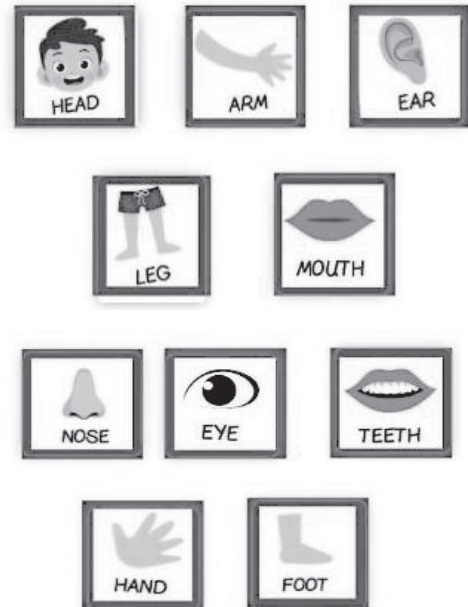 HEAD
ARM
EAR
LEG
MOUTH
NOSE
EYE
TEETH
HAND
FOOT